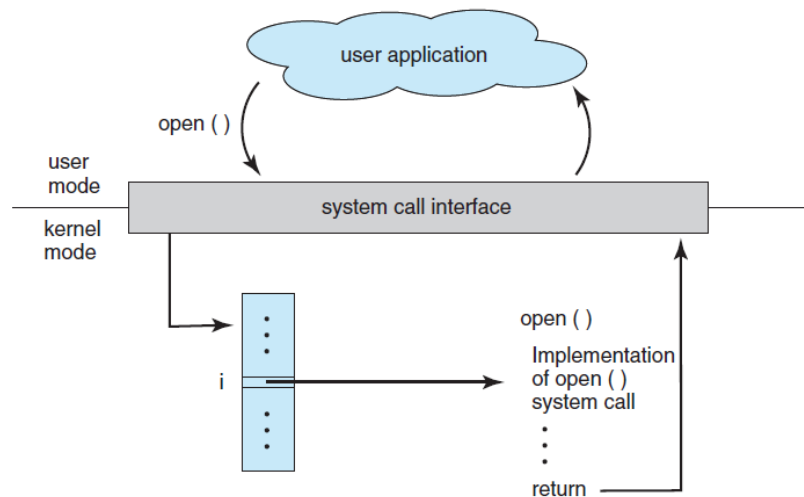 user application
open ( )
user
mode
system call interface
kernel
mode
open ( )
i
Implementation
of open ( )
system call
return